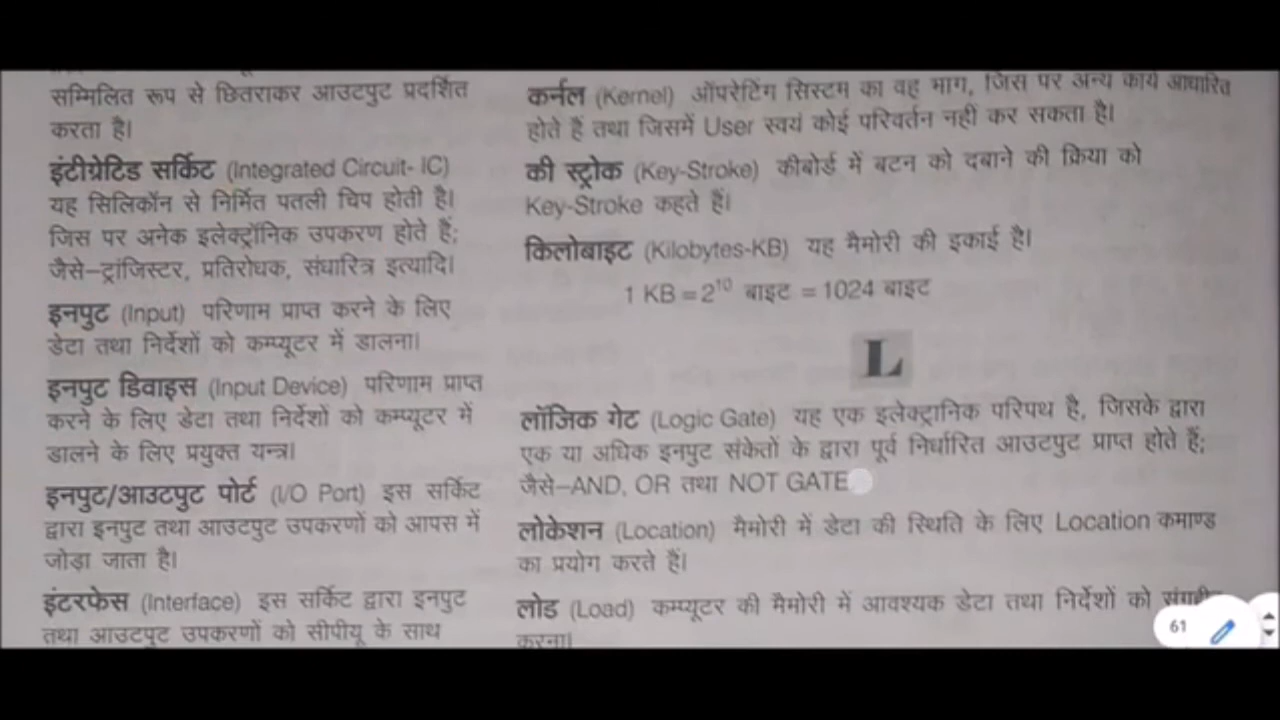 सम्मिलित रूप से छितराकर आउटपुट प्रदर्शित
करता है।
इंटीग्रेटिड सर्किट (Integrated Circuit- IC)
यह सिलिकॉन से निर्मित पतली चिप होती है।
जिस पर अनेक इलेक्ट्रॉनिक उपकरण होते हैं;
जैसे–ट्रांजिस्टर, प्रतिरोधक, संधारित्र इत्यादि।
इनपुट (Input) परिणाम प्राप्त करने के लिए
डेटा तथा निर्देशों को कम्प्यूटर में डालना।
इनपुट डिवाइस (Input Device) परिणाम प्राप्त
करने के लिए डेटा तथा निर्देशों को कम्प्यूटर में
डालने के लिए प्रयुक्त यन्त्र।
इनपुट/आउटपुट पोर्ट (I/O Port) इस सर्किट
द्वारा इनपुट तथा आउटपुट उपकरणों को आपस में
जोड़ा जाता है।
इंटरफेस (Interface) इस सर्किट द्वारा इनपुट
तथा आउटपुट उपकरणों को सीपीयू के साथ
कर्नल (Kernel) ऑपरेटिंग सिस्टम का वह भाग, जिस पर अन्य कार्य आधारित
होते हैं तथा जिसमें User स्वयं कोई परिवर्तन नहीं कर सकता है।
की स्ट्रोक (Key-Stroke) कीबोर्ड में बटन को दबाने की क्रिया को
Key-Stroke कहते हैं।
किलोबाइट (Kilobytes-KB) यह मैमोरी की इकाई है।
1 KB = 2¹⁰ बाइट = 1024 बाइट
L
लॉजिक गेट (Logic Gate) यह एक इलेक्ट्रानिक परिपथ है, जिसके द्वारा
एक या अधिक इनपुट संकेतों के द्वारा पूर्व निर्धारित आउटपुट प्राप्त होते हैं;
जैसे–AND, OR तथा NOT GATE
लोकेशन (Location) मैमोरी में डेटा की स्थिति के लिए Location कमाण्ड
का प्रयोग करते हैं।
लोड (Load) कम्प्यूटर की मैमोरी में आवश्यक डेटा तथा निर्देशों को
करना।
61